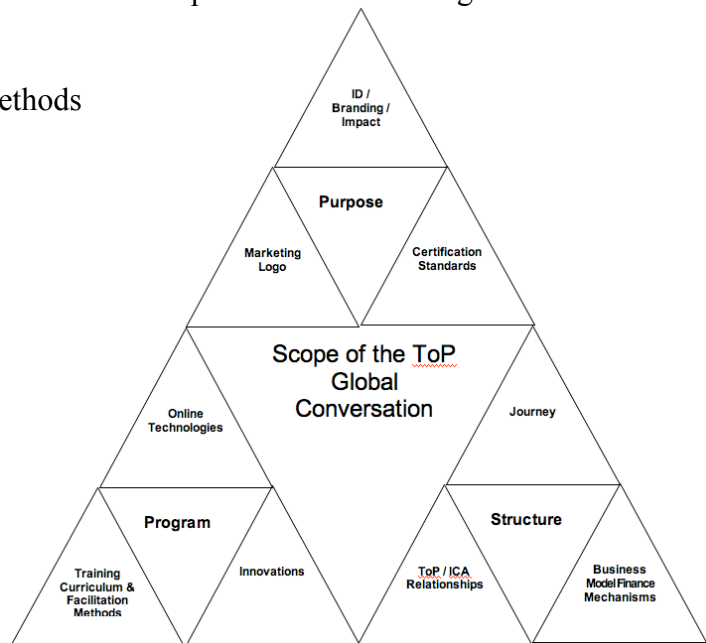 ethods
ID /
Branding /
Impact
Purpose
Marketing
Logo
Certification
Standards
Scope of the ToP
Global
Conversation
Online
Technologies
Journey
Program
Structure
Training
Curriculum &
Facilitation
Methods
Innovations
ToP / ICA
Relationships
Business
Model Finance
Mechanisms